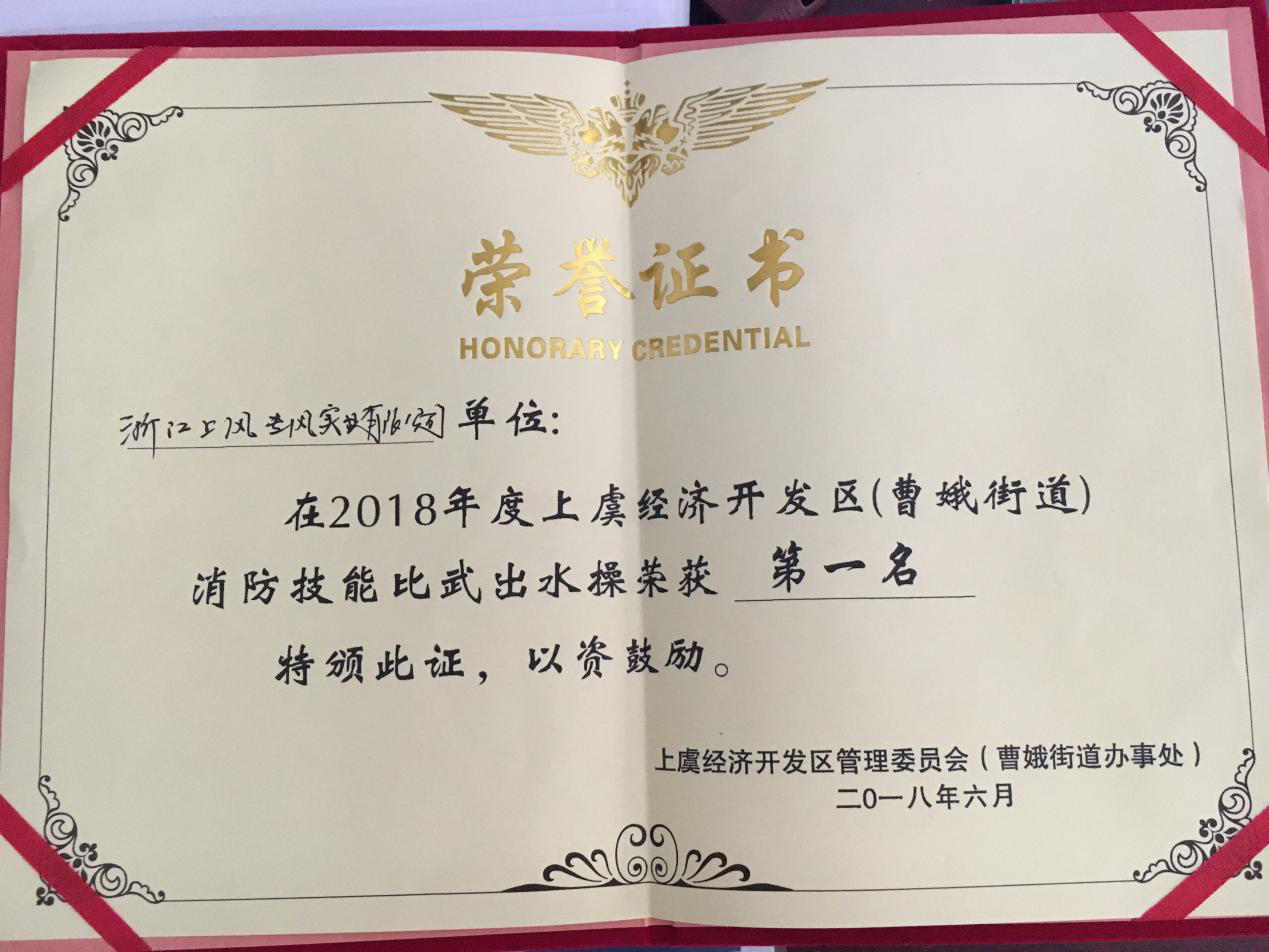 荣誉证书
HONORARY CREDENTIAL
浙江上风高风实业有限公司单位:
在2018年度上虞经济开发区(曹娥街道)
消防技能比武出水操荣获 第一名
特颁此证，以资鼓励。
上虞经济开发区管理委员会(曹娥街道办事处)
二0一八年六月